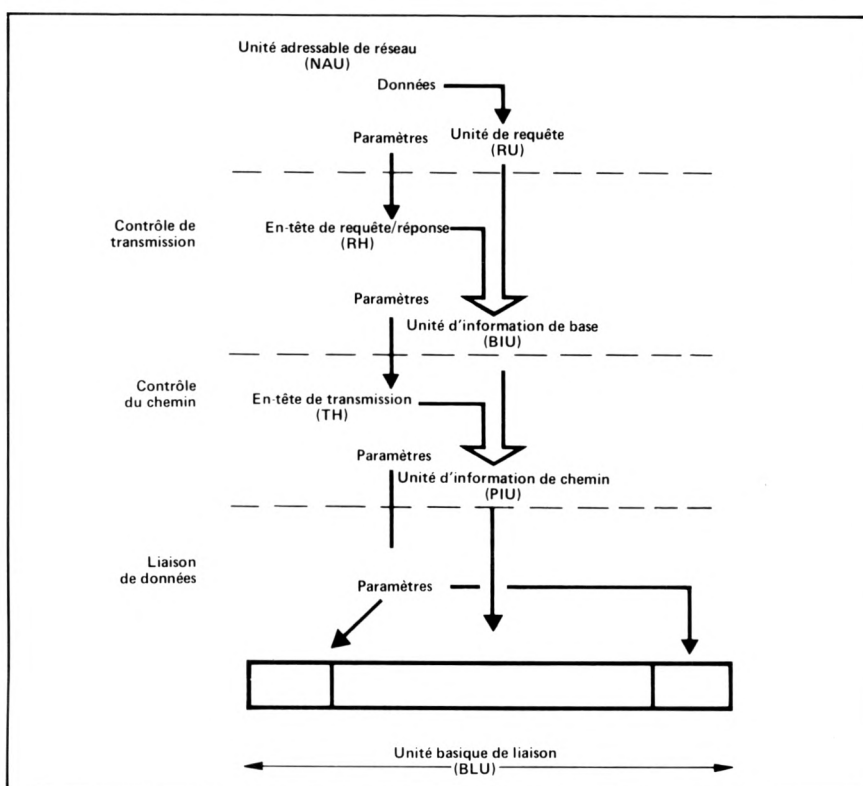 Unité adressable de réseau
(NAU)
Données
Paramètres
Unité de requête
(RU)
Contrôle de
transmission
En-tête de requête/réponse
(RH)
Paramètres
Unité d'information de base
(BIU)
Contrôle
du chemin
En-tête de transmission
(TH)
Paramètres
Unité d'information de chemin
(PIU)
Liaison
de données
Paramètres
Unité basique de liaison
(BLU)